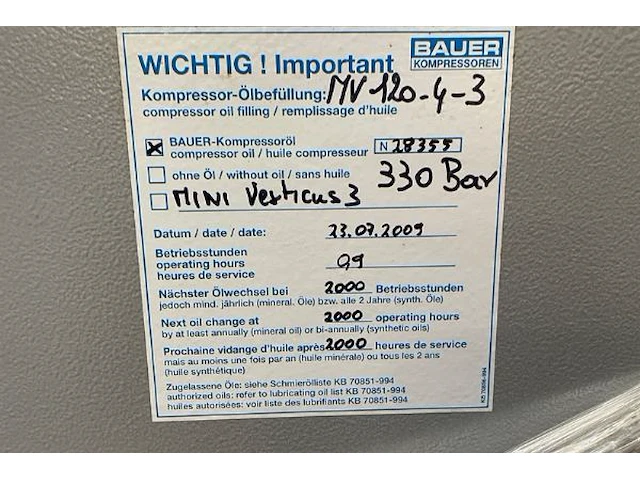 WICHTIG ! Important
BAUER
KOMPRESSOREN
Kompressor-Ölbefüllung: MV 120-4-3
compressor oil filling / remplissage d'huile
BAUER-Kompressoröl
compressor oil / huile compresseur N 28355
ohne Öl / without oil / sans huile 330 Bar
MINI Verticus 3
Datum / date / date: 23.07.2009
Betriebsstunden
operating hours 99
heures de service
Nächster Ölwechsel bei 2000 Betriebsstunden
jedoch mind. jährlich (mineral. Öle) bzw. alle 2 Jahre (synth. Öle)
Next oil change at 2000 operating hours
by at least annually (mineral oil) or bi-annually (synthetic oils)
Prochaine vidange d'huile après 2000 heures de service
mais au moins une fois par an (huile minérale) ou tous les 2 ans
(huile synthétique)
Zugelassene Öle: siehe Schmierölliste KB 70851-994
authorized oils: refer to lubricating oil list KB 70851-994
huiles autorisées: voir liste des lubrifiants KB 70851-994